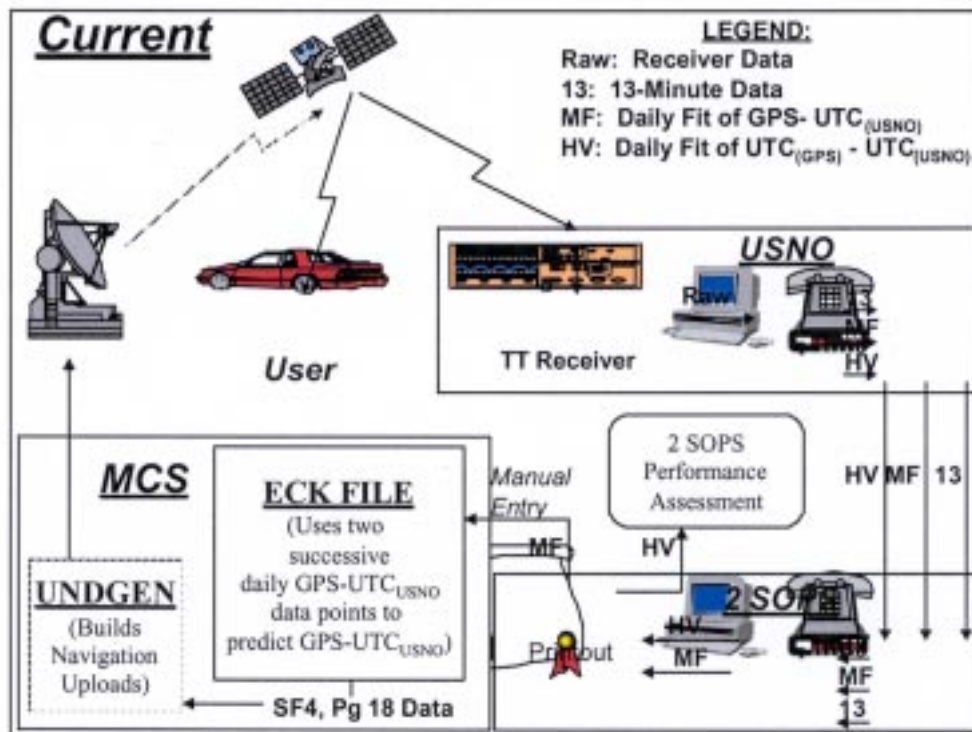 Current
LEGEND:
Raw: Receiver Data
13: 13-Minute Data
MF: Daily Fit of GPS- UTC(USNO)
HV: Daily Fit of UTC(GPS) - UTC(USNO)
USNO
Raw
MF
HV
TT Receiver
User
2 SOPS
Performance
Assessment
HV MF 13
MCS
ECK FILE
(Uses two
successive
daily GPS-UTCUSNO
data points to
predict GPS-UTCUSNO)
Manual
Entry
MF
HV
UNDGEN
(Builds
Navigation
Uploads)
SF4, Pg 18 Data
Printout
2 SOPS
HV
MF
MF
13